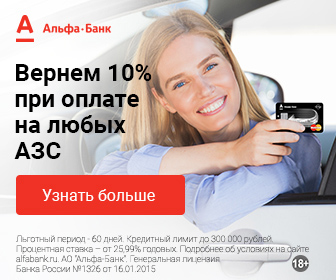 Альфа·Банк
Вернем 10%
при оплате
на любых
АЗС
Узнать больше
Льготный период - 60 дней. Кредитный лимит до 300 000 рублей.
Процентная ставка – от 25,99% годовых. Подробнее об условиях на сайте
alfabank.ru. АО "Альфа-Банк". Генеральная лицензия
Банка России №1326 от 16.01.2015
18+